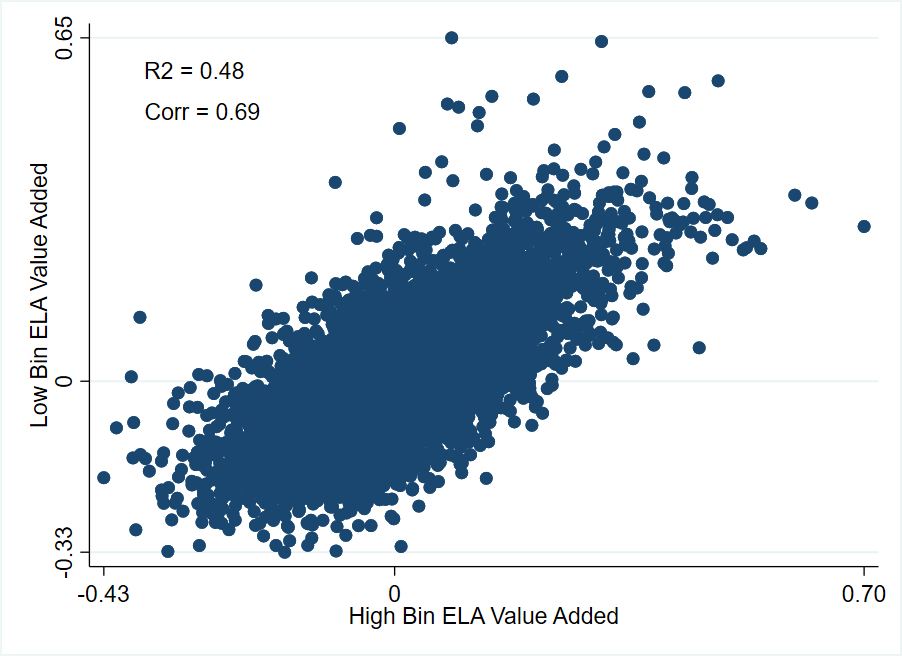 0.65
R2 = 0.48
Corr = 0.69
Low Bin ELA Value Added
0
-0.33
-0.43 0 0.70
High Bin ELA Value Added